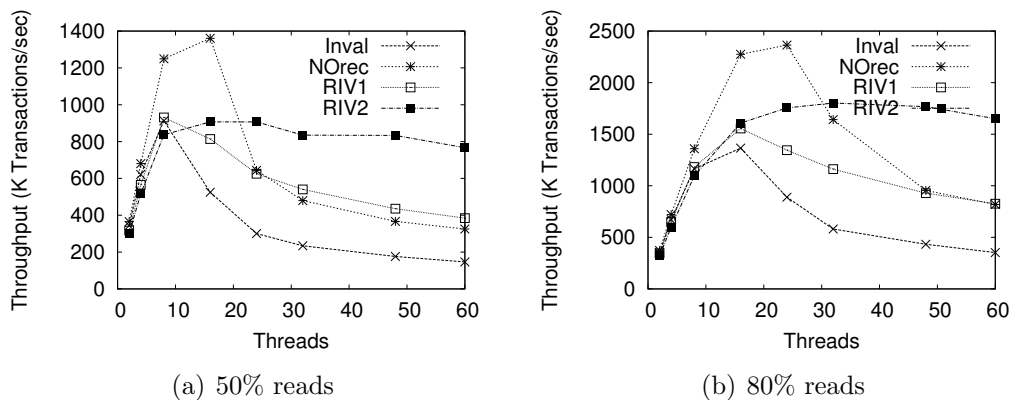 Throughput (K Transactions/sec)
1400
1200
1000
800
600
400
200
0
0 10 20 30 40 50 60
Threads
Inval
NOrec
RIV1
RIV2
(a) 50% reads
Throughput (K Transactions/sec)
2500
2000
1500
1000
500
0
0 10 20 30 40 50 60
Threads
Inval
NOrec
RIV1
RIV2
(b) 80% reads